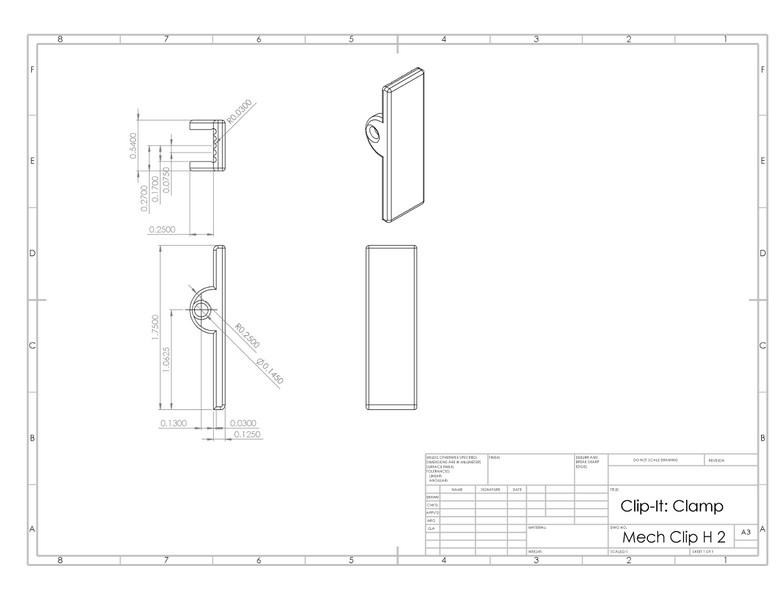 8 7 6 5 4 3 2 1
F F
E E
D D
C C
B B
A A
R0.0300
0.5400
0.2700
0.1700
0.0750
0.2500
1.7500
1.0625
R0.2500
Ø0.1450
0.1300 0.0300
0.1250
UNLESS OTHERWISE SPECIFIED: FINISH: DEBURR AND DO NOT SCALE DRAWING REVISION
DIMENSIONS ARE IN MILLIMETERS BREAK SHARP
SURFACE FINISH: EDGES
TOLERANCES:
LINEAR:
ANGULAR:
NAME SIGNATURE DATE TITLE:
DRAWN
CHK'D
APPV'D
MFG
Q.A MATERIAL: DWG NO.
Clip-It: Clamp
Mech Clip H 2 A3
WEIGHT: SHEET 1 OF 1
8 7 6 5 4 3 2 1